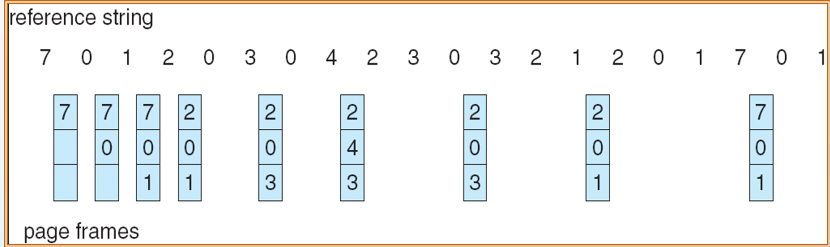 reference string
7 0 1 2 0 3 0 4 2 3 0 3 2 1 2 0 1 7 0 1
7 7 7 2 2 2 2 2 7
0 0 0 0 4 0 0 0
1 1 3 3 3 1 1
page frames